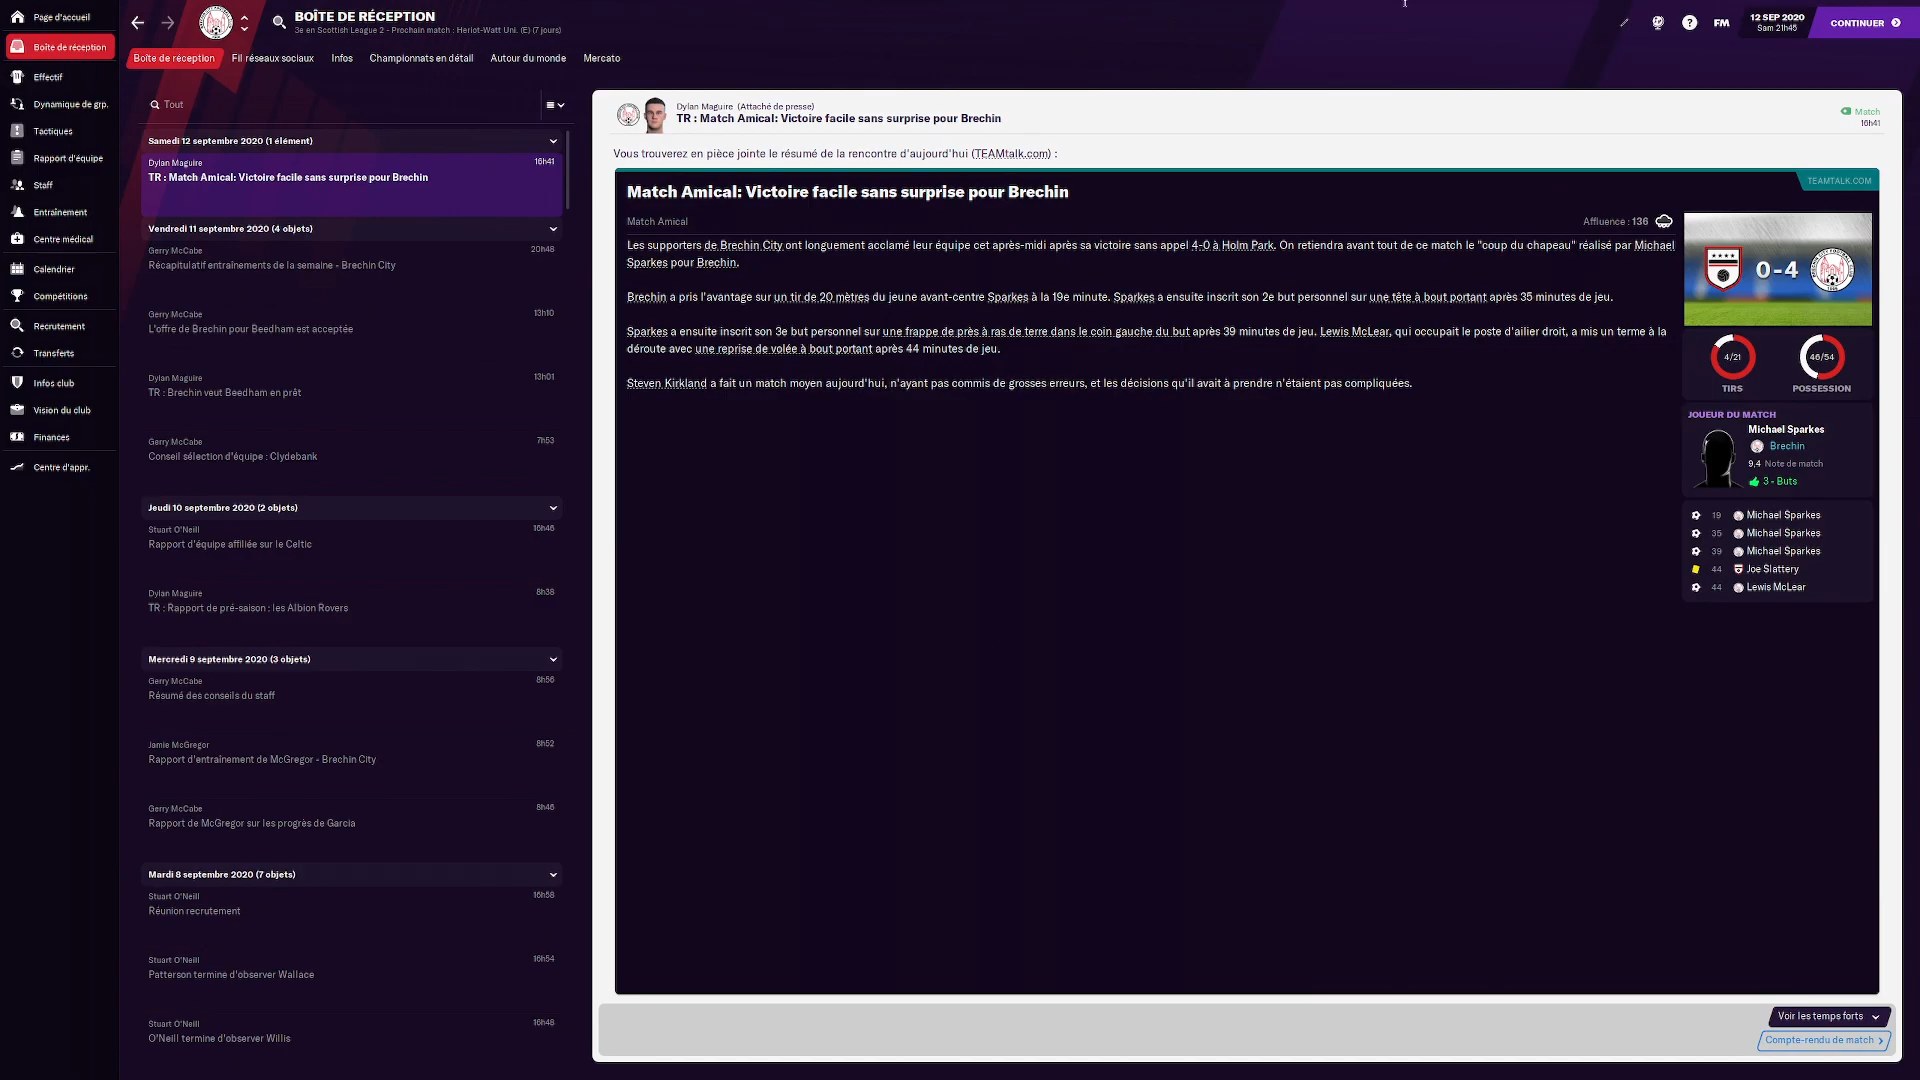 Page d'accueil
Boîte de réception
Effectif
Dynamique de grp.
Tactiques
Rapport d'équipe
Staff
Entraînement
Centre médical
Calendrier
Compétitions
Recrutement
Transferts
Infos club
Vision du club
Finances
Centre d'appr.
BOÎTE DE RÉCEPTION
3e en Scottish League 2 - Prochain match : Heriot-Watt Uni. (E) (7 jours)
FM
12 SEP 2020
Sam 21h45
CONTINUER
Boîte de réception
Fil réseaux sociaux
Infos
Championnats en détail
Autour du monde
Mercato
Tout
Samedi 12 septembre 2020 (1 élément)
Dylan Maguire 16h41
TR : Match Amical: Victoire facile sans surprise pour Brechin
Vendredi 11 septembre 2020 (4 objets)
Gerry McCabe 20h48
Récapitulatif entraînements de la semaine - Brechin City
Gerry McCabe 13h10
L'offre de Brechin pour Beedham est acceptée
Dylan Maguire 13h01
TR : Brechin veut Beedham en prêt
Gerry McCabe 7h53
Conseil sélection d'équipe : Clydebank
Jeudi 10 septembre 2020 (2 objets)
Stuart O'Neill 16h46
Rapport d'équipe affiliée sur le Celtic
Dylan Maguire 8h38
TR : Rapport de pré-saison : les Albion Rovers
Mercredi 9 septembre 2020 (3 objets)
Gerry McCabe 8h56
Résumé des conseils du staff
Jamie McGregor 8h52
Rapport d'entraînement de McGregor - Brechin City
Gerry McCabe 8h46
Rapport de McGregor sur les progrès de Garcia
Mardi 8 septembre 2020 (7 objets)
Stuart O'Neill 16h58
Réunion recrutement
Stuart O'Neill 16h54
Patterson termine d'observer Wallace
Stuart O'Neill 16h48
O'Neill termine d'observer Willis
Dylan Maguire (Attaché de presse)
TR : Match Amical: Victoire facile sans surprise pour Brechin
Match
16h41
Vous trouverez en pièce jointe le résumé de la rencontre d'aujourd'hui (TEAMtalk.com) :
TEAMTALK.COM
Match Amical: Victoire facile sans surprise pour Brechin
Match Amical
Affluence : 136
Les supporters de Brechin City ont longuement acclamé leur équipe cet après-midi après sa victoire sans appel 4-0 à Holm Park. On retiendra avant tout de ce match le "coup du chapeau" réalisé par Michael
Sparkes pour Brechin.
Brechin a pris l'avantage sur un tir de 20 mètres du jeune avant-centre Sparkes à la 19e minute. Sparkes a ensuite inscrit son 2e but personnel sur une tête à bout portant après 35 minutes de jeu.
Sparkes a ensuite inscrit son 3e but personnel sur une frappe de près à ras de terre dans le coin gauche du but après 39 minutes de jeu. Lewis McLear, qui occupait le poste d'ailier droit, a mis un terme à la
déroute avec une reprise de volée à bout portant après 44 minutes de jeu.
Steven Kirkland a fait un match moyen aujourd'hui, n'ayant pas commis de grosses erreurs, et les décisions qu'il avait à prendre n'étaient pas compliquées.
0-4
4/21
TIRS
46/54
POSSESSION
JOUEUR DU MATCH
Michael Sparkes
Brechin
9,4 Note de match
3 - Buts
19 Michael Sparkes
35 Michael Sparkes
39 Michael Sparkes
44 Joe Slattery
44 Lewis McLear
Voir les temps forts
Compte-rendu de match